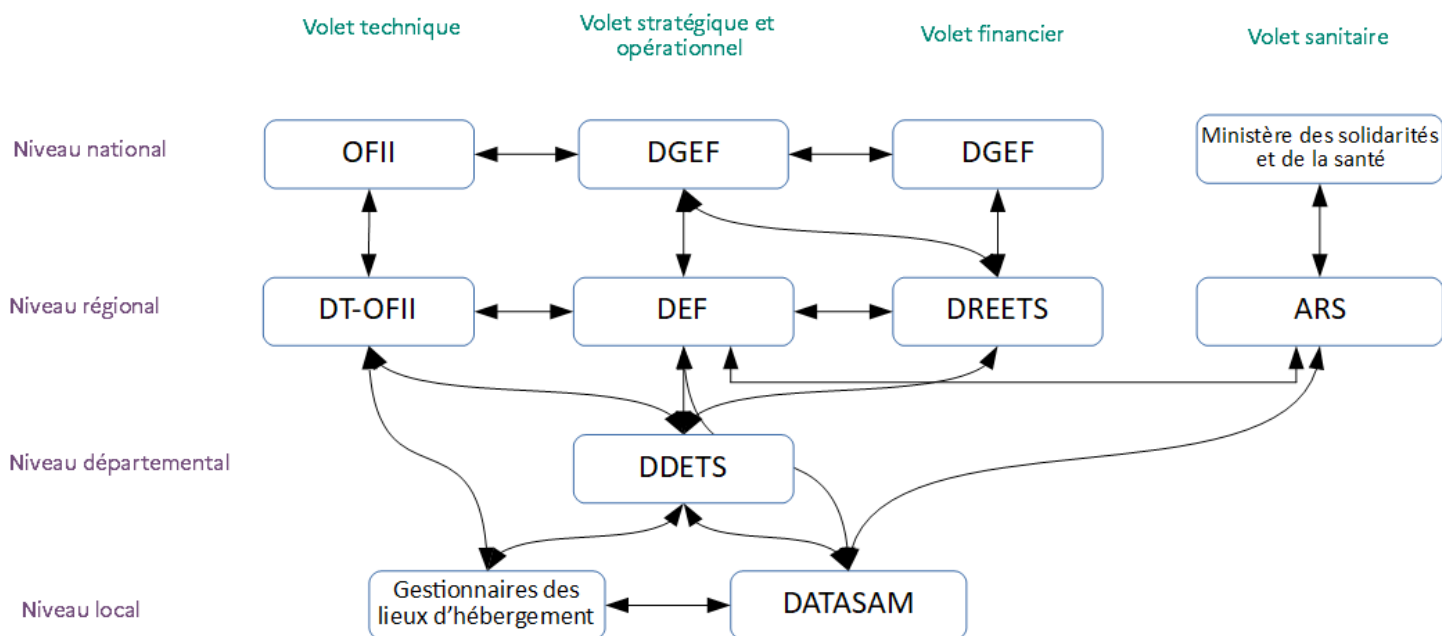 Volet technique
Volet stratégique et
opérationnel
Volet financier
Volet sanitaire
Niveau national
OFII
DGEF
DGEF
Ministère des solidarités
et de la santé
Niveau régional
DT-OFII
DEF
DREETS
ARS
Niveau départemental
DDETS
Niveau local
Gestionnaires des
lieux d'hébergement
DATASAM